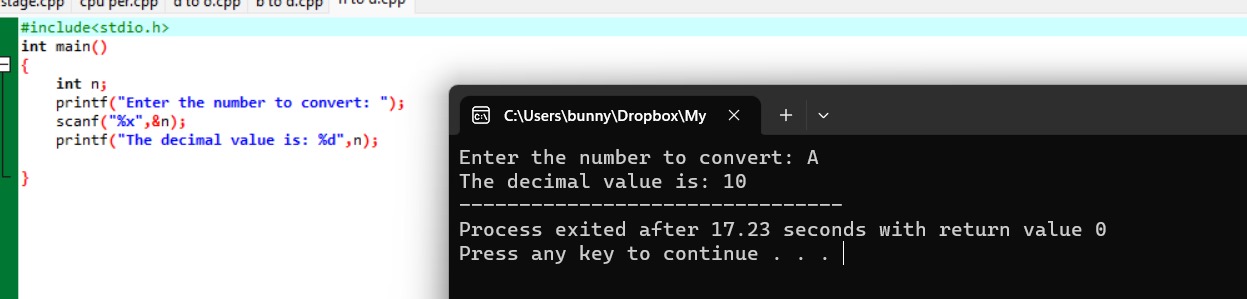 stage.cpp cpu per.cpp d to o.cpp b to d.cpp h to d.cpp
#include<stdio.h>
int main()
{
int n;
printf("Enter the number to convert: ");
scanf("%x",&n);
printf("The decimal value is: %d",n);
}
C:\Users\bunny\Dropbox\My
Enter the number to convert: A
The decimal value is: 10
--------------------------------
Process exited after 17.23 seconds with return value 0
Press any key to continue . . .